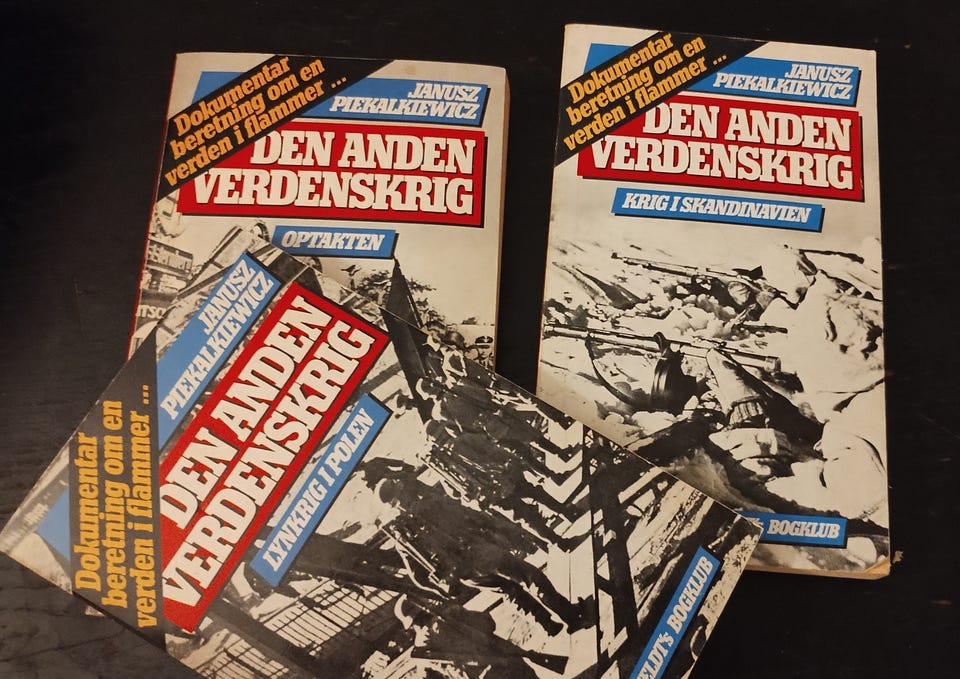 Dokumentar
beretning om en
verden i flammer ...
JANUSZ
PIEKALKIEWICZ
DEN ANDEN
VERDENSKRIG
OPTAKTEN
Dokumentar
beretning om en
verden i flammer ...
JANUSZ
PIEKALKIEWICZ
DEN ANDEN
VERDENSKRIG
KRIG I SKANDINAVIEN
BOGKLUB
Dokumentar
beretning om en
verden i flammer ...
JANUSZ
PIEKALKIEWICZ
DEN ANDEN
VERDENSKRIG
LYNKRIG I POLEN
ELDT's BOGKLUB